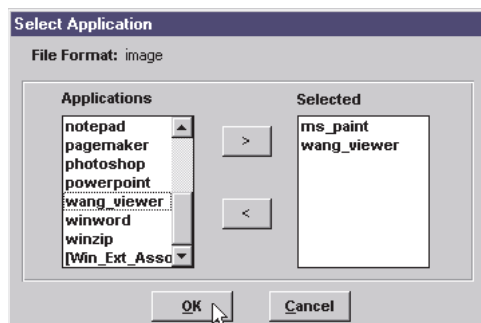 Select Application
File Format: image
Applications
Selected
notepad
pagemaker
photoshop
powerpoint
wang_viewer
winword
winzip
[Win_Ext_Asso
>
<
ms_paint
wang_viewer
OK
Cancel